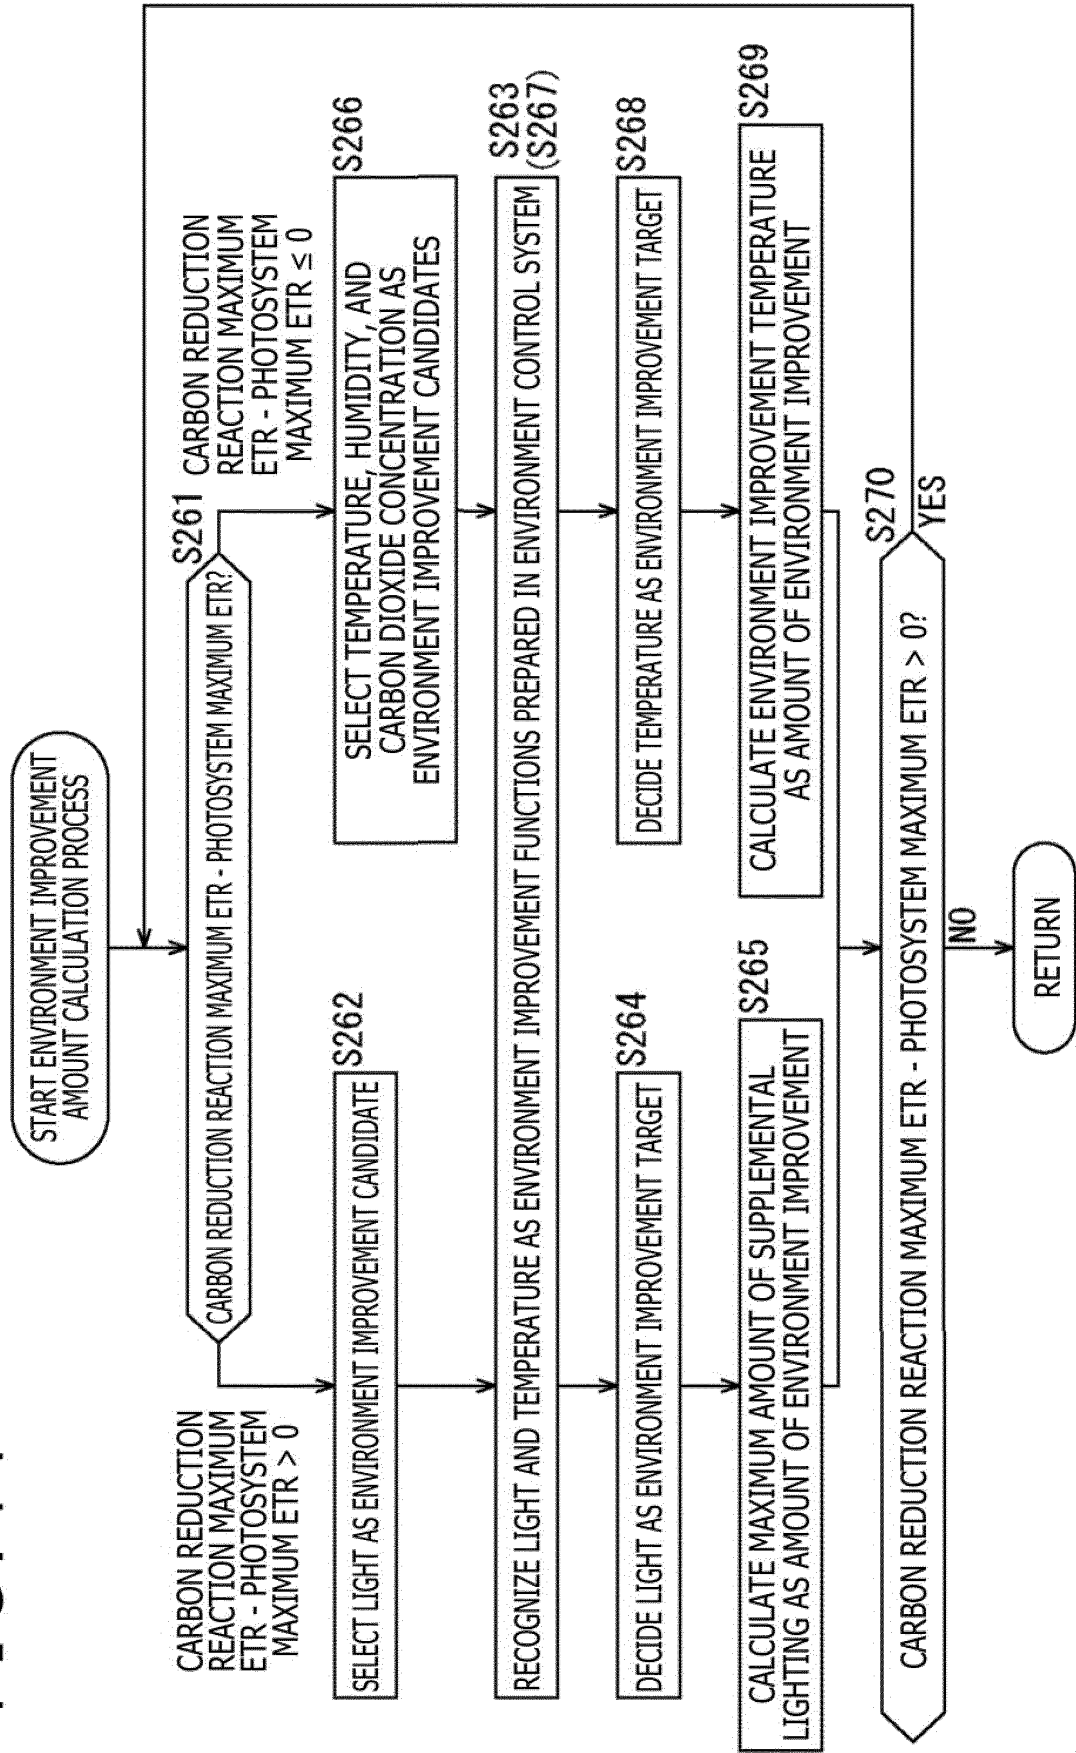 START ENVIRONMENT IMPROVEMENT
AMOUNT CALCULATION PROCESS
S261
CARBON REDUCTION REACTION MAXIMUM ETR - PHOTOSYSTEM MAXIMUM ETR?
CARBON REDUCTION
REACTION MAXIMUM
ETR - PHOTOSYSTEM
MAXIMUM ETR > 0
CARBON REDUCTION
REACTION MAXIMUM
ETR - PHOTOSYSTEM
MAXIMUM ETR ≤ 0
S262
SELECT LIGHT AS ENVIRONMENT IMPROVEMENT CANDIDATE
S266
SELECT TEMPERATURE, HUMIDITY, AND
CARBON DIOXIDE CONCENTRATION AS
ENVIRONMENT IMPROVEMENT CANDIDATES
S263
(S267)
RECOGNIZE LIGHT AND TEMPERATURE AS ENVIRONMENT IMPROVEMENT FUNCTIONS PREPARED IN ENVIRONMENT CONTROL SYSTEM
S264
DECIDE LIGHT AS ENVIRONMENT IMPROVEMENT TARGET
S268
DECIDE TEMPERATURE AS ENVIRONMENT IMPROVEMENT TARGET
S265
CALCULATE MAXIMUM AMOUNT OF SUPPLEMENTAL
LIGHTING AS AMOUNT OF ENVIRONMENT IMPROVEMENT
S269
CALCULATE ENVIRONMENT IMPROVEMENT TEMPERATURE
AS AMOUNT OF ENVIRONMENT IMPROVEMENT
S270
CARBON REDUCTION REACTION MAXIMUM ETR - PHOTOSYSTEM MAXIMUM ETR > 0?
YES
NO
RETURN